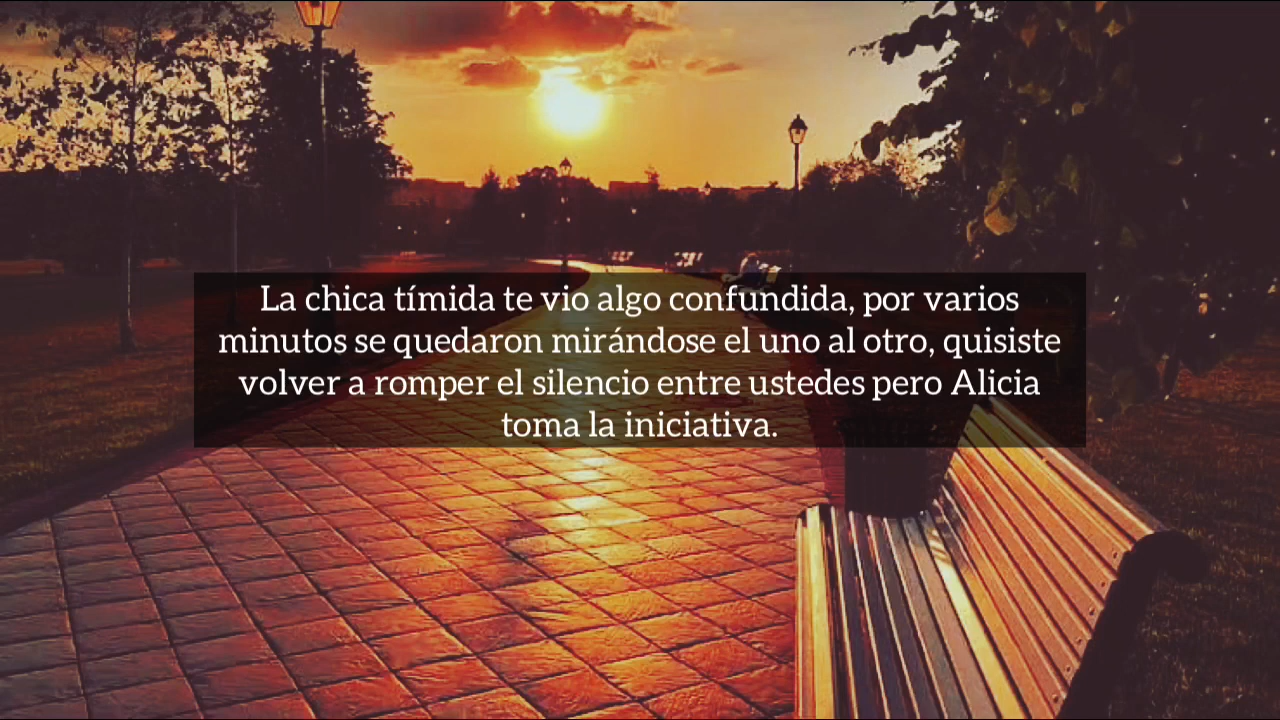 La chica tímida te vio algo confundida, por varios
minutos se quedaron mirándose el uno al otro, quisiste
volver a romper el silencio entre ustedes pero Alicia
toma la iniciativa.